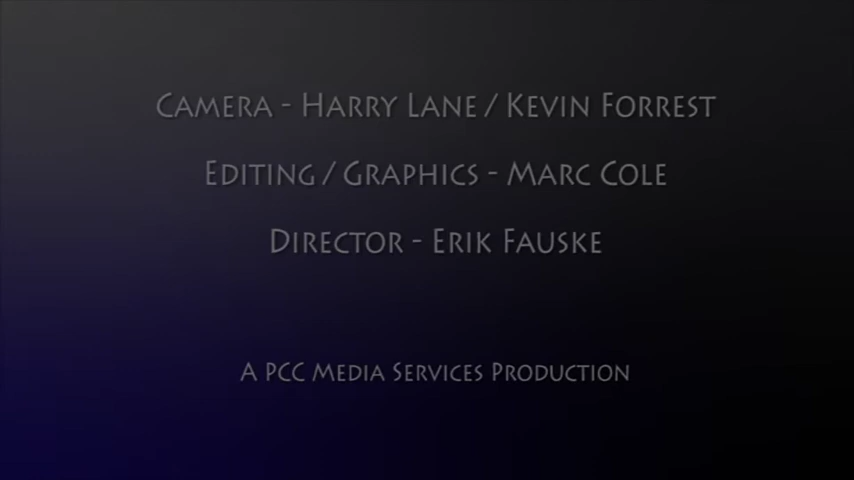 Camera - Harry Lane / Kevin Forrest
Editing / Graphics - Marc Cole
Director - Erik Fauske
A PCC Media Services Production